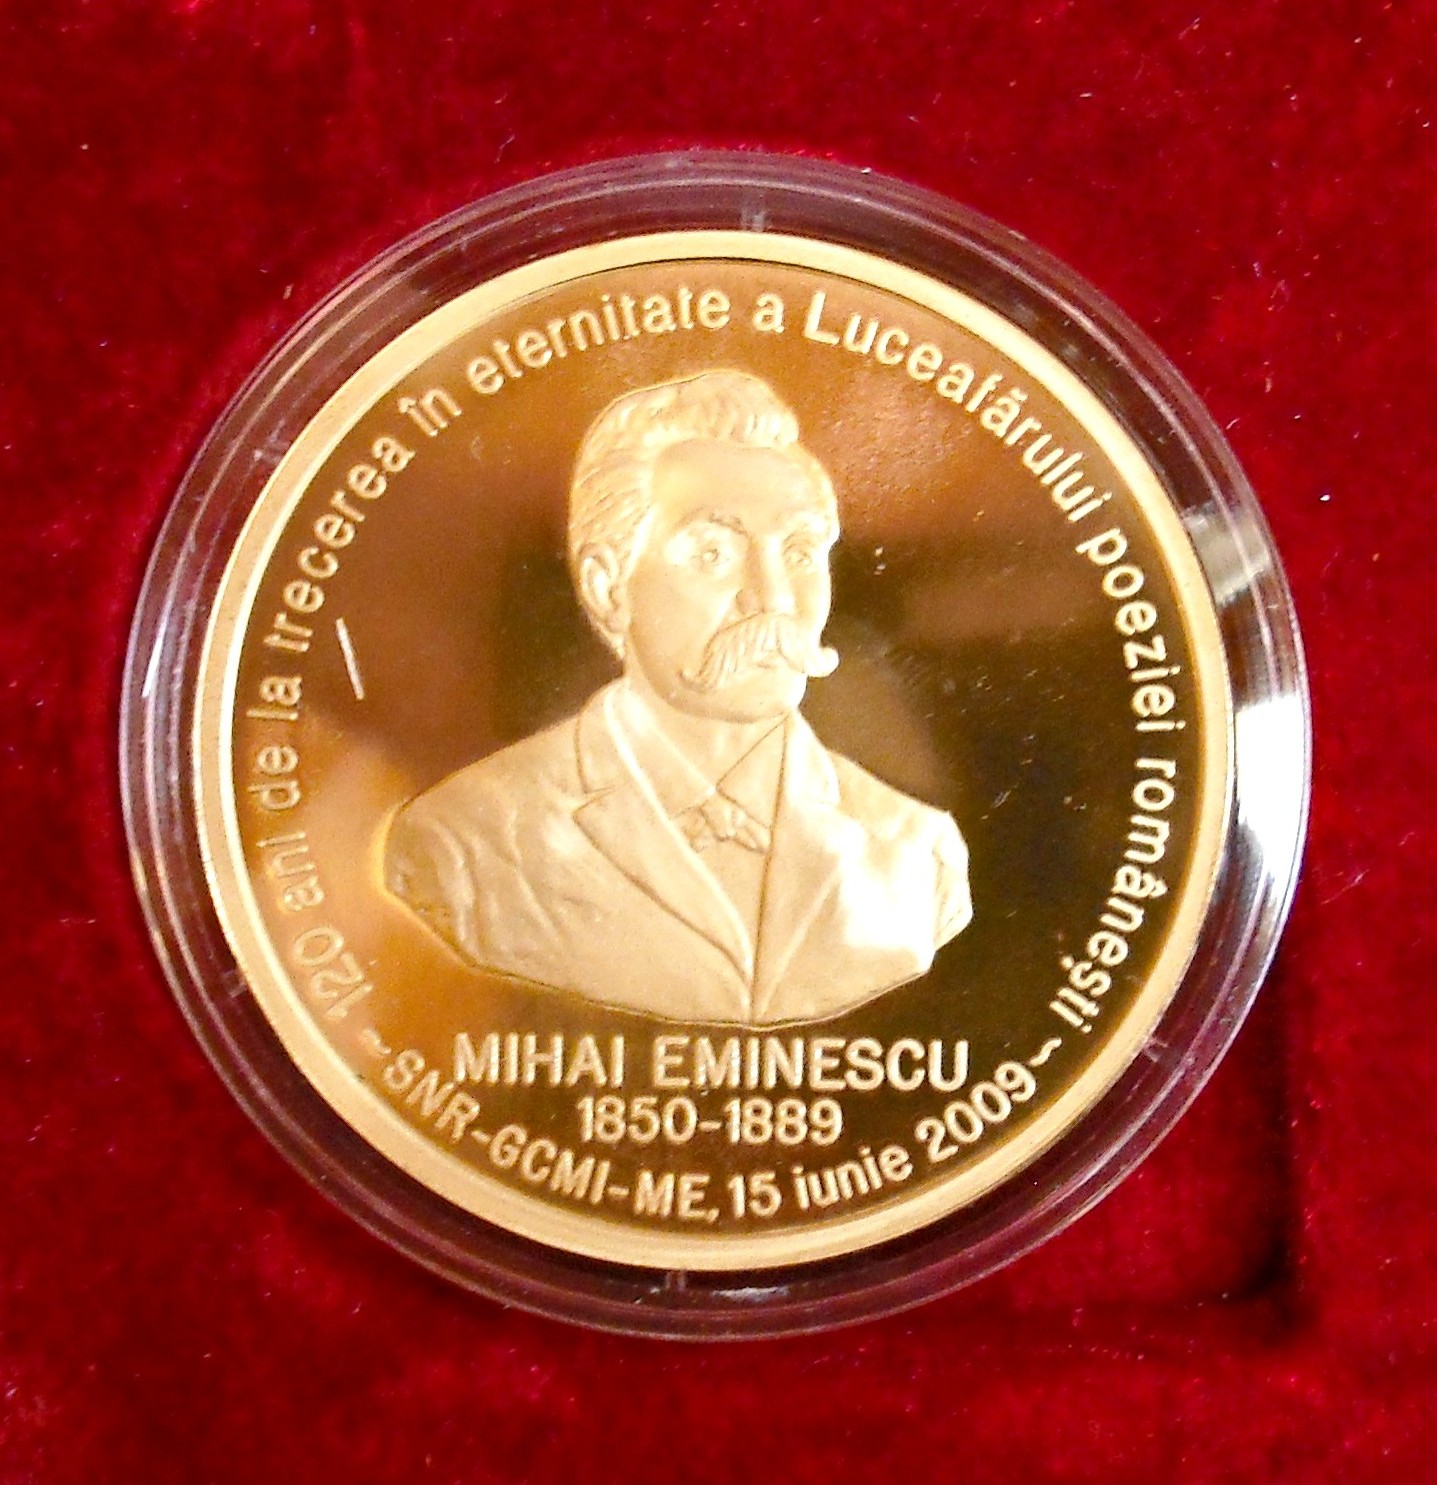 120 ani de la trecerea în eternitate a Luceafărului poeziei românești
MIHAI EMINESCU
1850-1889
~SNR-GCMI-ME, 15 iunie 2009~